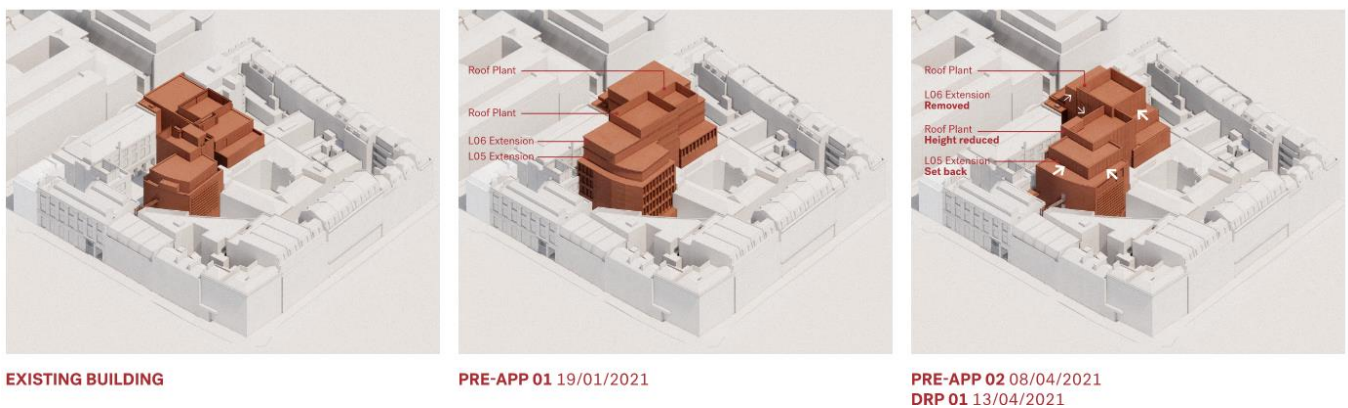 Roof Plant
Roof Plant
L06 Extension
L05 Extension
Roof Plant
L06 Extension
Removed
Roof Plant
Height reduced
L05 Extension
Set back
EXISTING BUILDING
PRE-APP 01 19/01/2021
PRE-APP 02 08/04/2021
DRP 01 13/04/2021